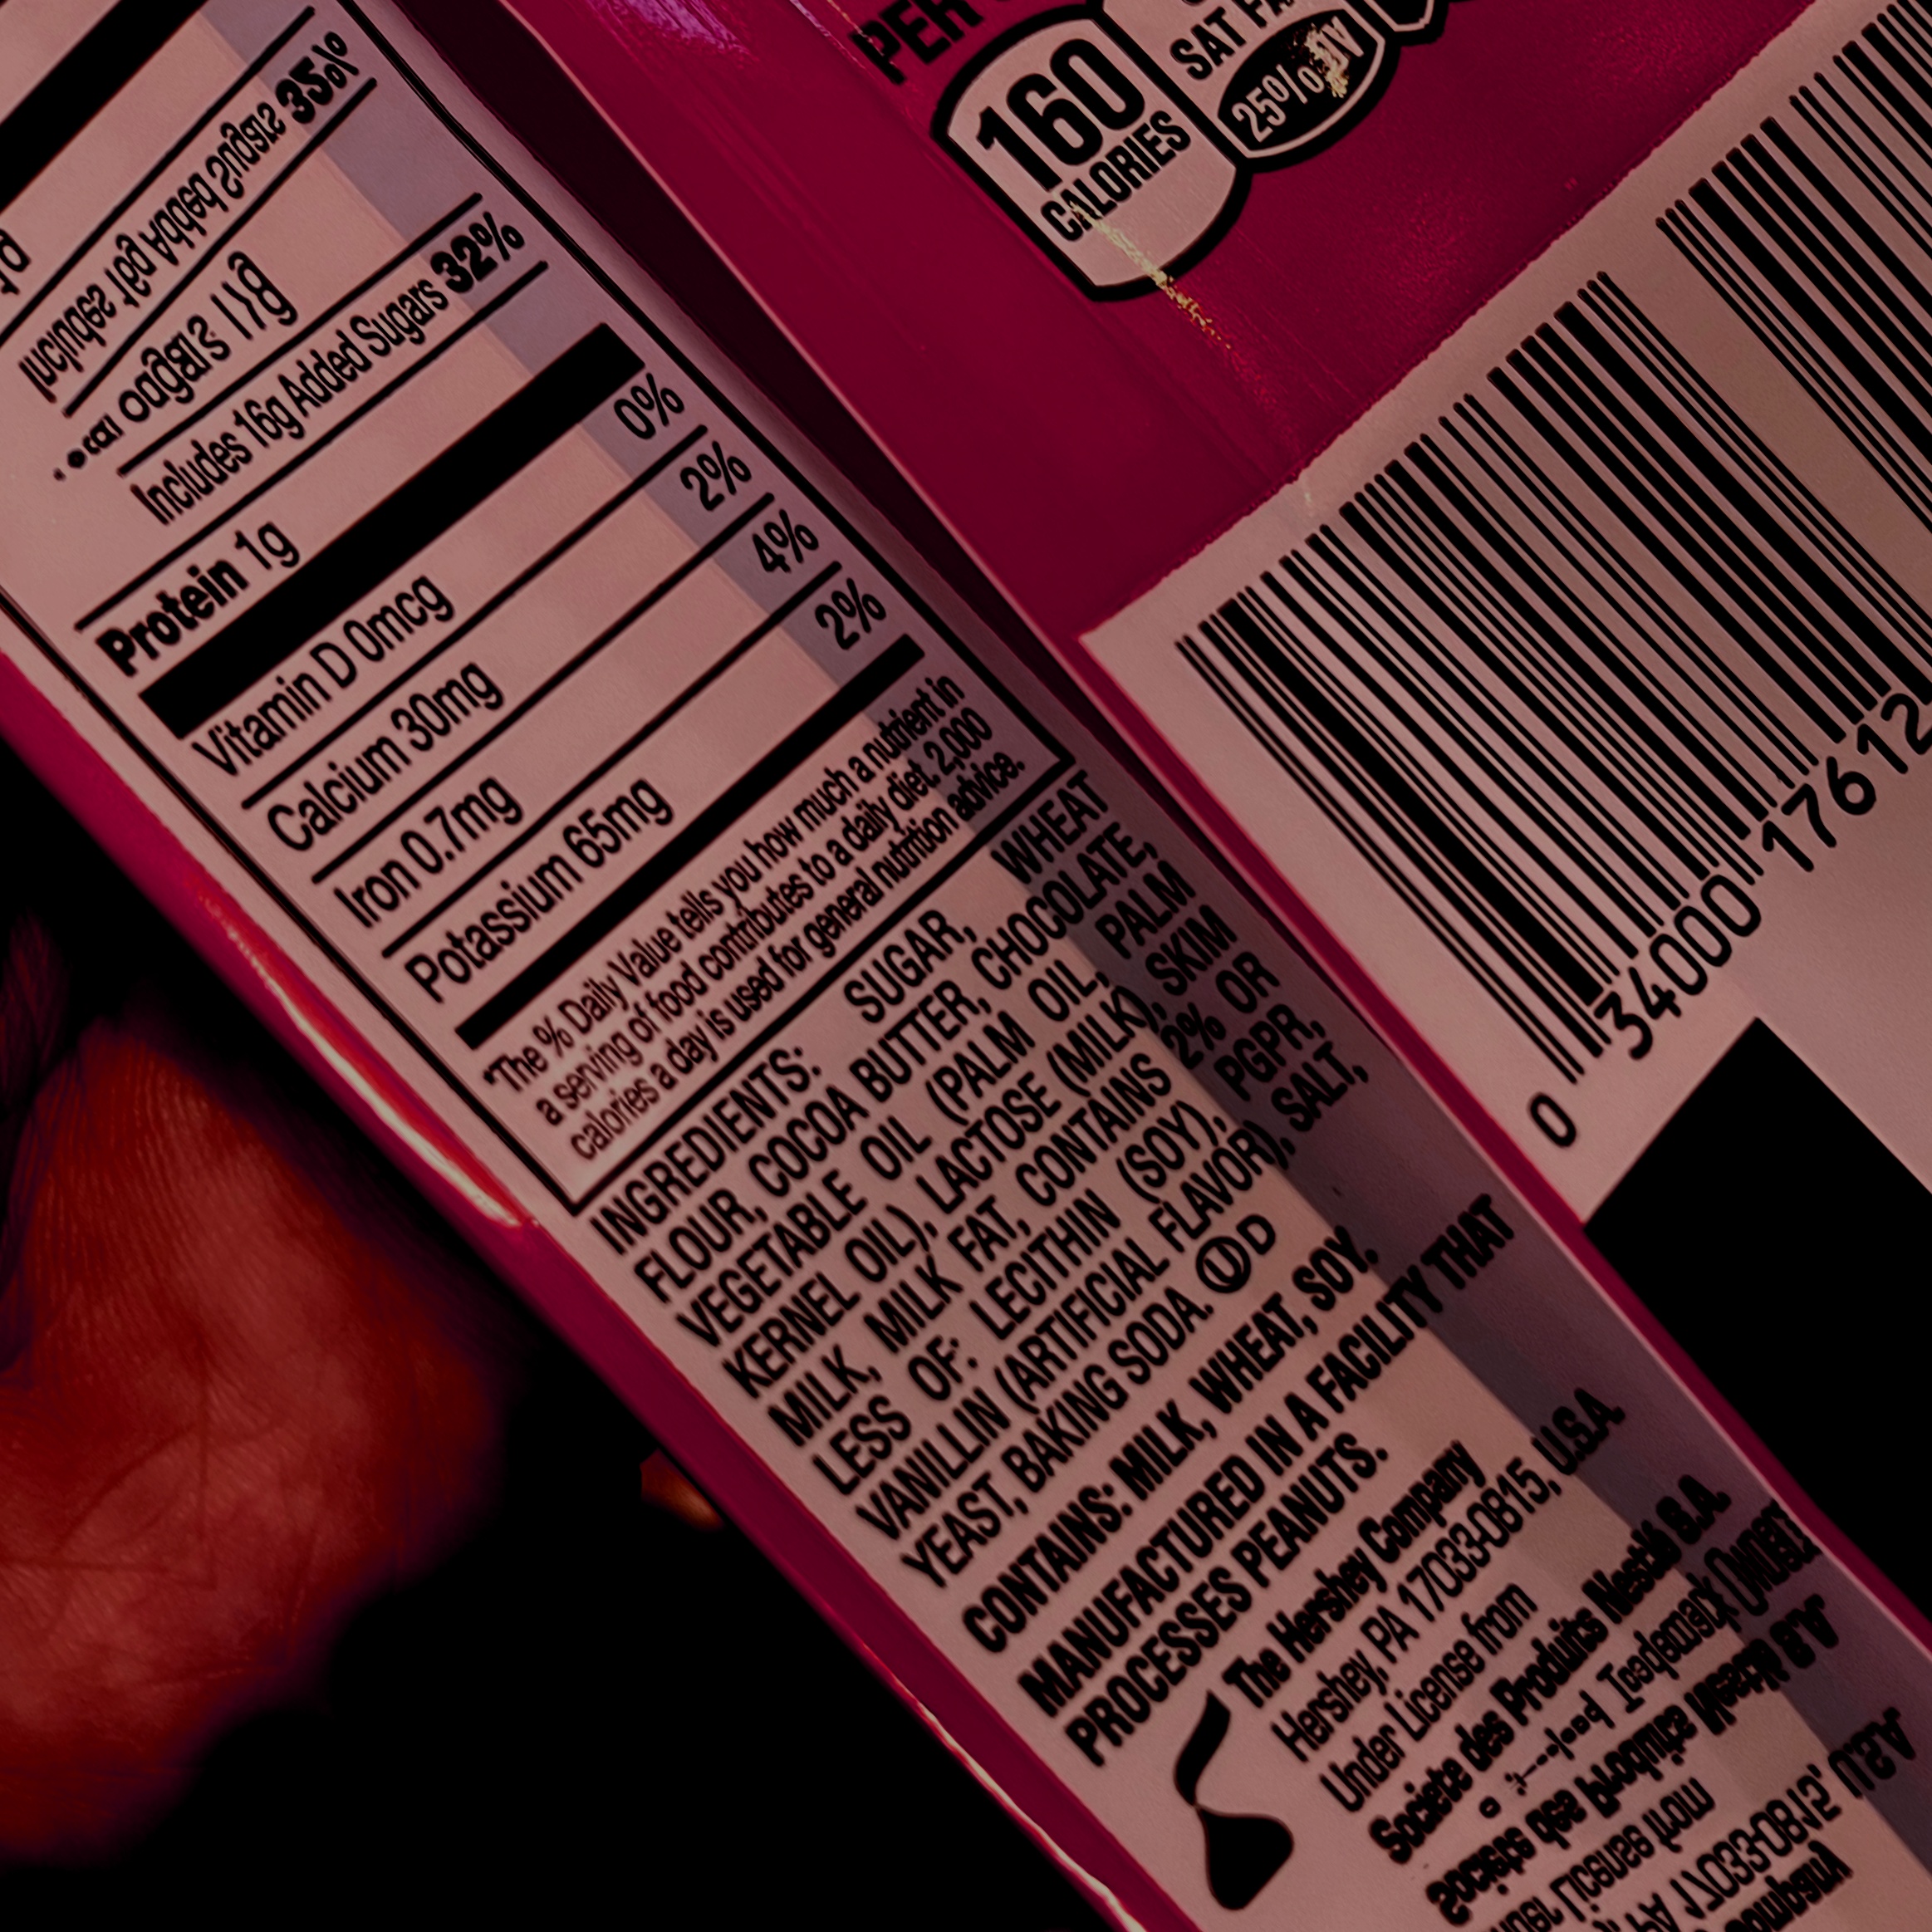 PER
160
CALORIES
SAT FA
25% DV
Includes 16g Added Sugars 32%
Protein 1g
Vitamin D 0mcg 0%
Calcium 30mg 2%
Iron 0.7mg 4%
Potassium 65mg 2%
*The % Daily Value tells you how much a nutrient in
a serving of food contributes to a daily diet. 2,000
calories a day is used for general nutrition advice.
INGREDIENTS: SUGAR, WHEAT
FLOUR, COCOA BUTTER, CHOCOLATE,
VEGETABLE OIL (PALM OIL, PALM
KERNEL OIL), LACTOSE (MILK), SKIM
MILK, MILK FAT, CONTAINS 2% OR
LESS OF: LECITHIN (SOY), PGPR,
VANILLIN (ARTIFICIAL FLAVOR), SALT,
YEAST, BAKING SODA. Ⓤ D
CONTAINS: MILK, WHEAT, SOY.
MANUFACTURED IN A FACILITY THAT
PROCESSES PEANUTS.
The Hershey Company
Hershey, PA 17033-0815, U.S.A.
Under License from
Societe des Produits Nestlé S.A.
0 34000 17612